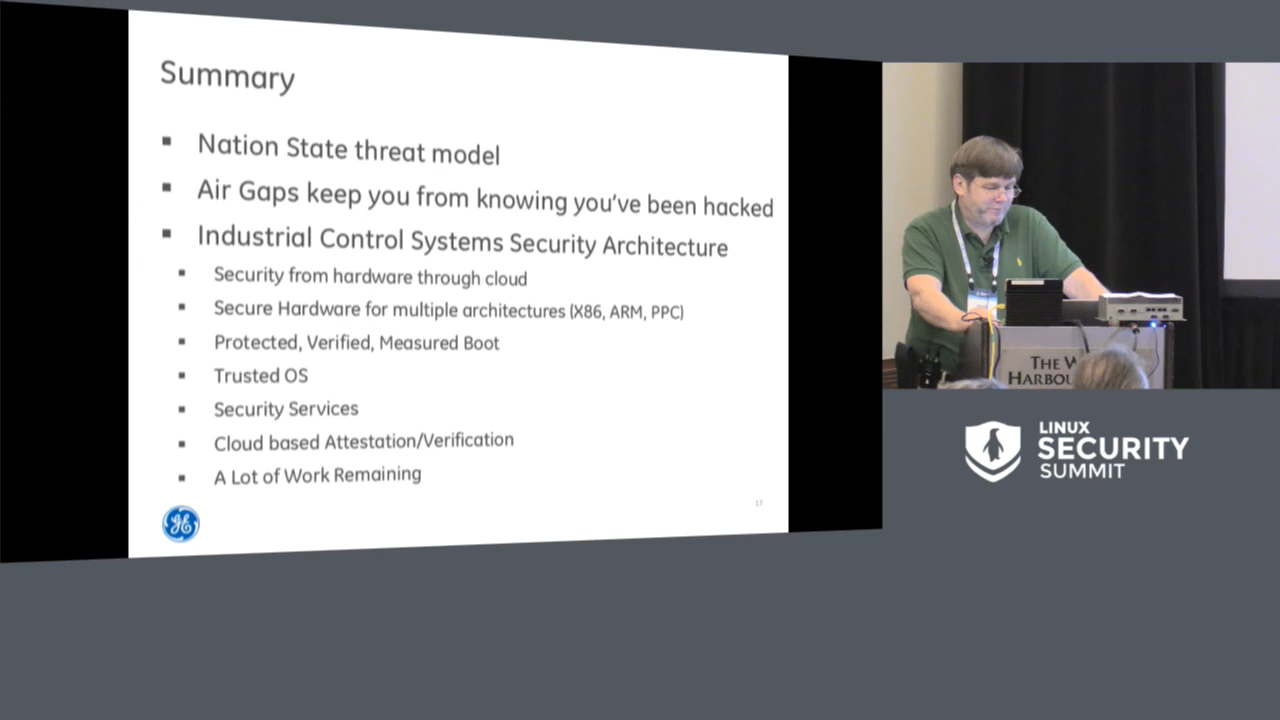 Summary
Nation State threat model
Air Gaps keep you from knowing you've been hacked
Industrial Control Systems Security Architecture
Security from hardware through cloud
Secure Hardware for multiple architectures (X86, ARM, PPC)
Protected, Verified, Measured Boot
Trusted OS
Security Services
Cloud based Attestation/Verification
A Lot of Work Remaining
17
GE
THE
HARBOU
LINUX
SECURITY
SUMMIT